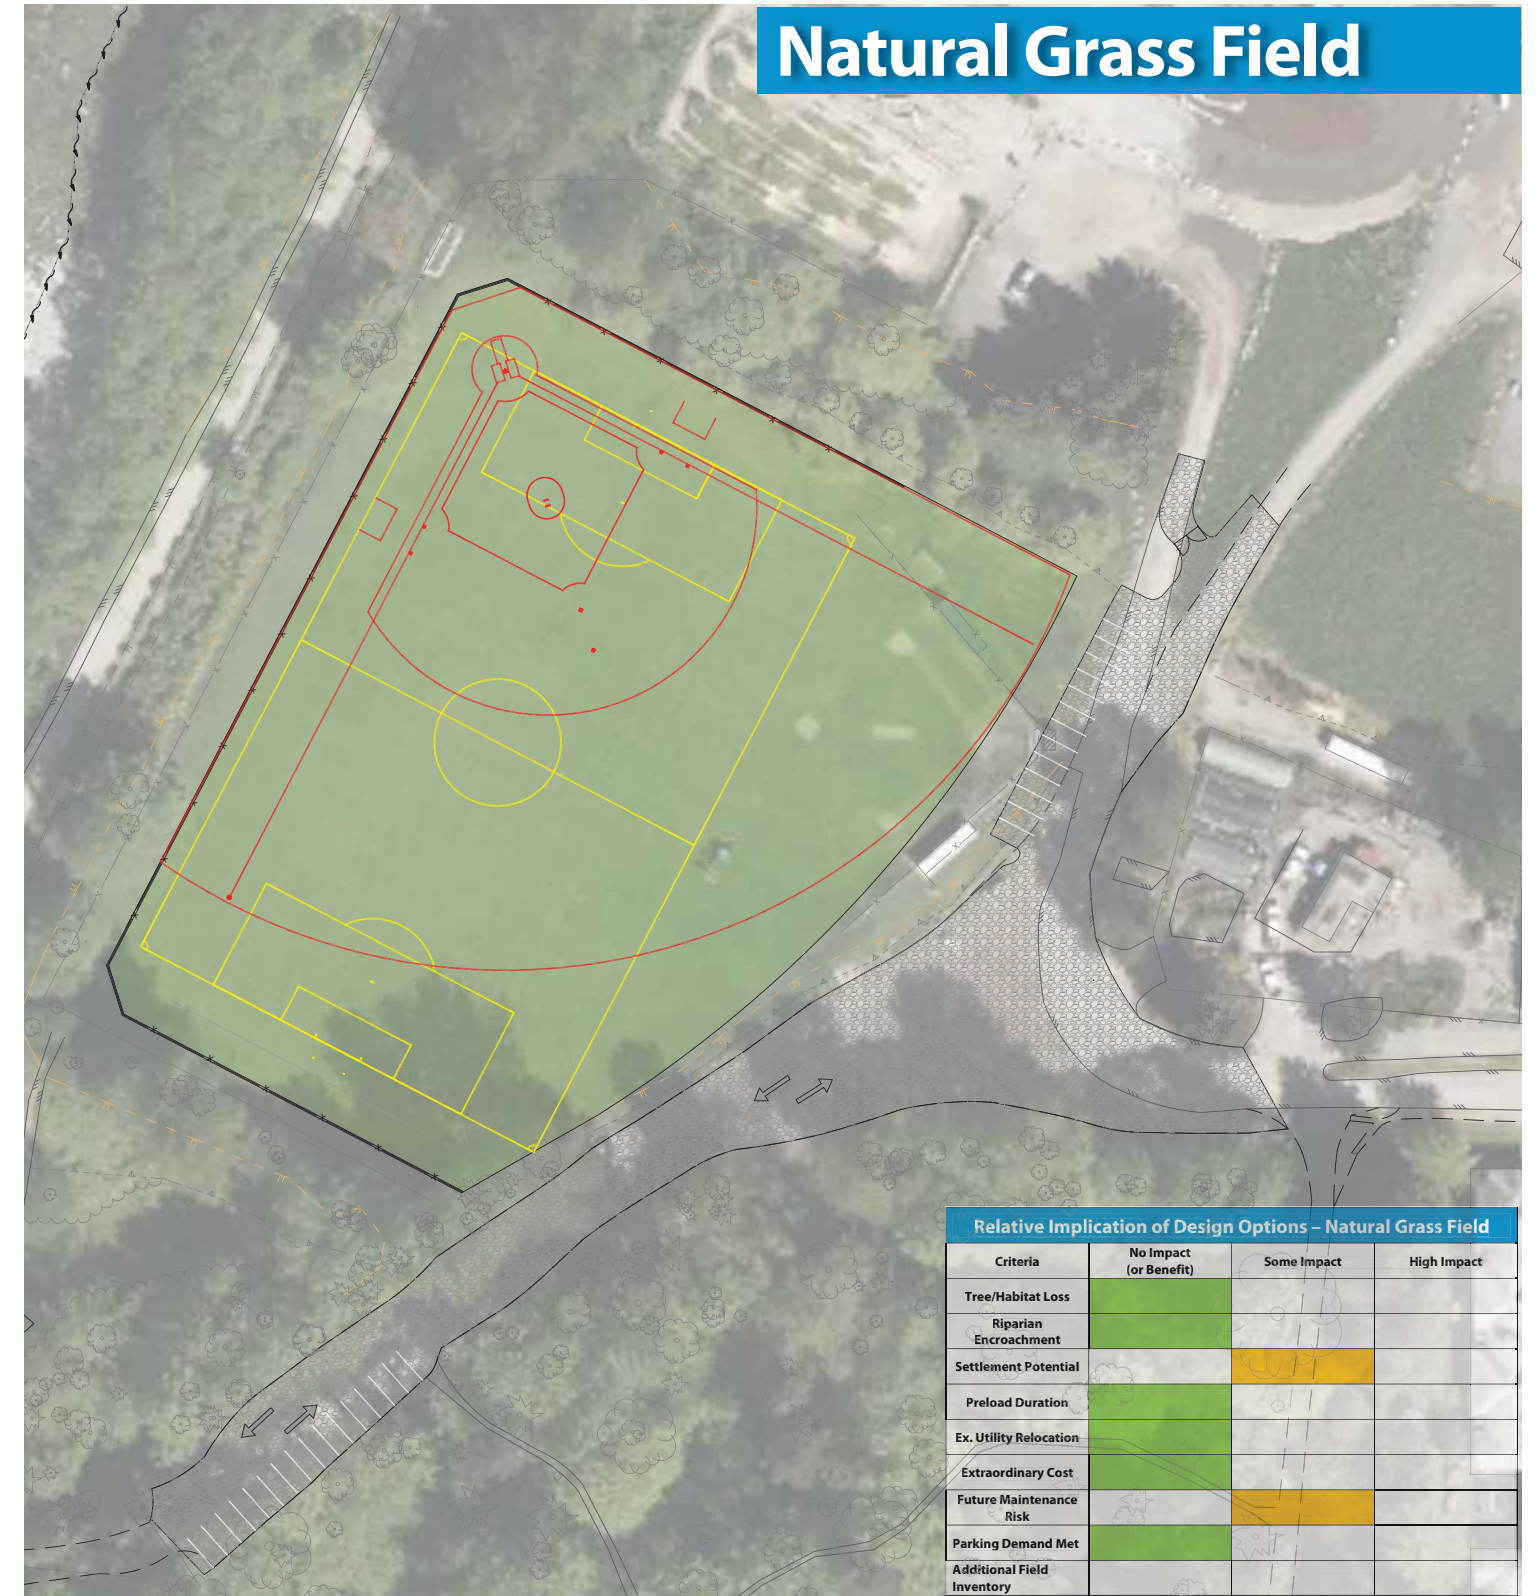 Natural Grass Field
Relative Implication of Design Options – Natural Grass Field
Criteria
No Impact
(or Benefit)
Some Impact
High Impact
Tree/Habitat Loss
Riparian
Encroachment
Settlement Potential
Preload Duration
Ex. Utility Relocation
Extraordinary Cost
Future Maintenance
Risk
Parking Demand Met
Additional Field
Inventory